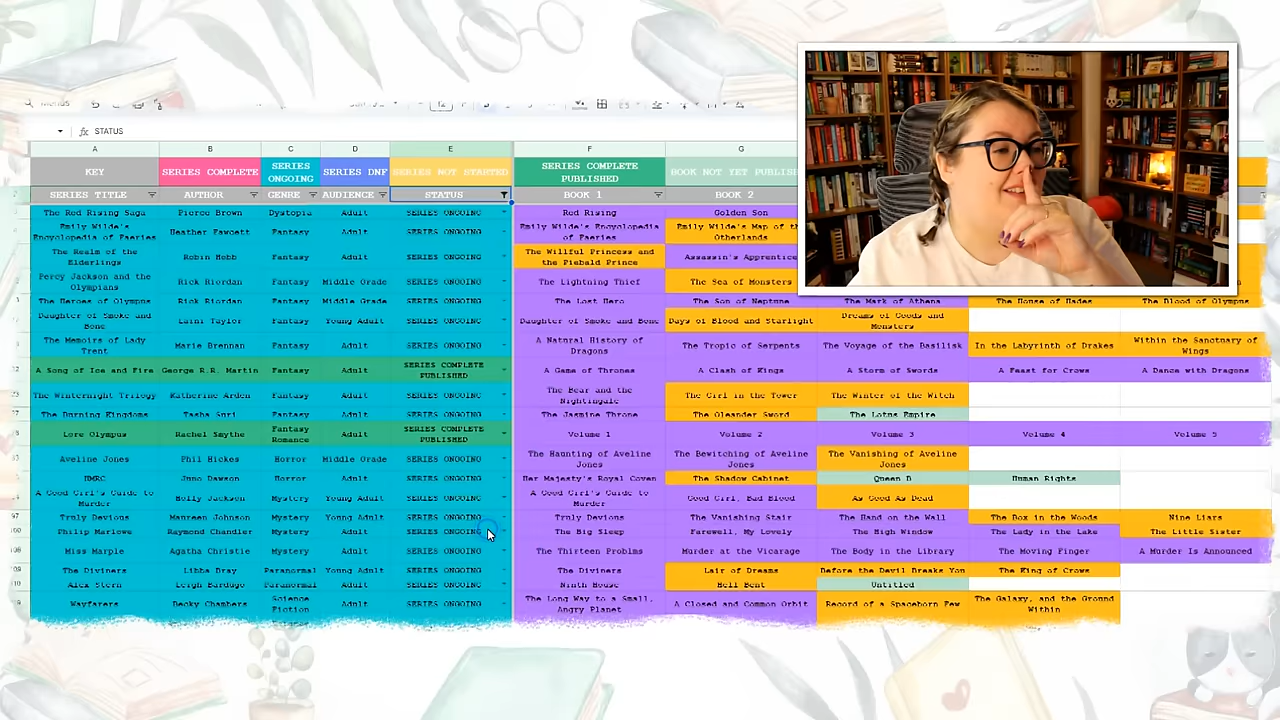 fx STATUS
A B C D E F G
KEY SERIES COMPLETE SERIES ONGOING SERIES DNF SERIES NOT STARTED SERIES COMPLETE PUBLISHED BOOK NOT YET PUBLISH
SERIES TITLE AUTHOR GENRE AUDIENCE STATUS BOOK 1 BOOK 2
The Red Rising Saga Pierce Brown Dystopia Adult SERIES ONGOING Red Rising Golden Son
Emily Wilde's Encyclopedia of Faeries Heather Fawcett Fantasy Adult SERIES ONGOING Emily Wilde's Encyclopedia of Faeries Emily Wilde's Map of the Otherlands
The Realm of the Elderlings Robin Hobb Fantasy Adult SERIES ONGOING The Willful Princess and the Piebald Prince Assassin's Apprentice
Percy Jackson and the Olympians Rick Riordan Fantasy Middle Grade SERIES ONGOING The Lightning Thief The Sea of Monsters
The Heroes of Olympus Rick Riordan Fantasy Middle Grade SERIES ONGOING The Lost Hero The Son of Neptune The Mark of Athena The House of Hades The Blood of Olympus
Daughter of Smoke and Bone Laini Taylor Fantasy Young Adult SERIES ONGOING Daughter of Smoke and Bone Days of Blood and Starlight Dreams of Gods and Monsters
The Memoirs of Lady Trent Marie Brennan Fantasy Adult SERIES ONGOING A Natural History of Dragons The Tropic of Serpents The Voyage of the Basilisk In the Labyrinth of Drakes Within the Sanctuary of Wings
A Song of Ice and Fire George R.R. Martin Fantasy Adult SERIES COMPLETE PUBLISHED A Game of Thrones A Clash of Kings A Storm of Swords A Feast for Crows A Dance with Dragons
The Winternight Trilogy Katherine Arden Fantasy Adult SERIES ONGOING The Bear and the Nightingale The Girl in the Tower The Winter of the Witch
The Burning Kingdoms Tasha Suri Fantasy Adult SERIES ONGOING The Jasmine Throne The Oleander Sword The Lotus Empire
Lore Olympus Rachel Smythe Fantasy Romance Adult SERIES COMPLETE PUBLISHED Volume 1 Volume 2 Volume 3 Volume 4 Volume 5
Aveline Jones Phil Hickes Horror Middle Grade SERIES ONGOING The Haunting of Aveline Jones The Bewitching of Aveline Jones The Vanishing of Aveline Jones
HMRC Juno Dawson Horror Adult SERIES ONGOING Her Majesty's Royal Coven The Shadow Cabinet Queen B Human Rights
A Good Girl's Guide to Murder Holly Jackson Mystery Young Adult SERIES ONGOING A Good Girl's Guide to Murder Good Girl, Bad Blood As Good As Dead
Truly Devious Maureen Johnson Mystery Young Adult SERIES ONGOING Truly Devious The Vanishing Stair The Hand on the Wall The Box in the Woods Nine Liars
Philip Marlowe Raymond Chandler Mystery Adult SERIES ONGOING The Big Sleep Farewell, My Lovely The High Window The Lady in the Lake The Little Sister
Miss Marple Agatha Christie Mystery Adult SERIES ONGOING The Thirteen Problms Murder at the Vicarage The Body in the Library The Moving Finger A Murder Is Announced
The Diviners Libba Bray Paranormal Young Adult SERIES ONGOING The Diviners Lair of Dreams Before the Devil Breaks You The King of Crows
Alex Stern Leigh Bardugo Paranormal Adult SERIES ONGOING Ninth House Hell Bent Untitled
Wayfarers Becky Chambers Science Fiction Adult SERIES ONGOING The Long Way to a Small, Angry Planet A Closed and Common Orbit Record of a Spaceborn Few The Galaxy, and the Ground Within